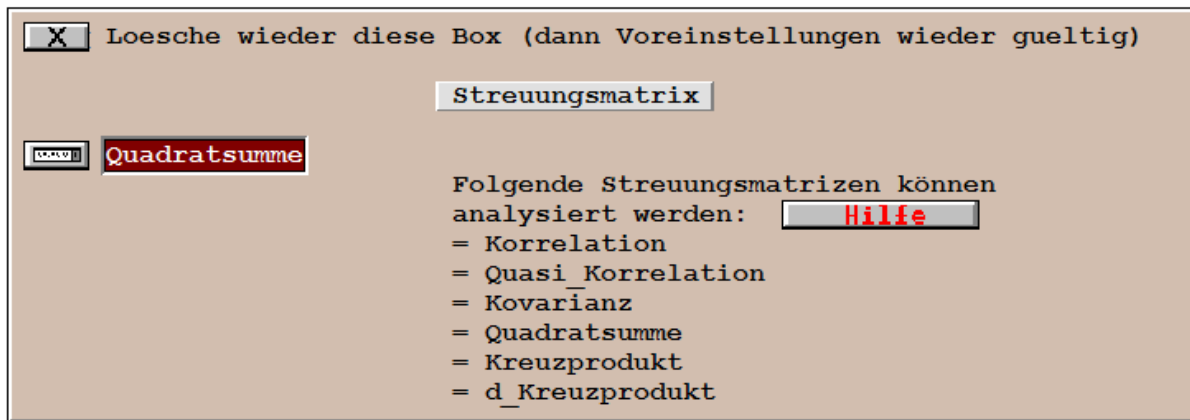 X Loesche wieder diese Box (dann Voreinstellungen wieder gueltig)
Streuungsmatrix
Quadratsumme
Folgende Streuungsmatrizen können
analysiert werden: Hilfe
= Korrelation
= Quasi_Korrelation
= Kovarianz
= Quadratsumme
= Kreuzprodukt
= d_Kreuzprodukt